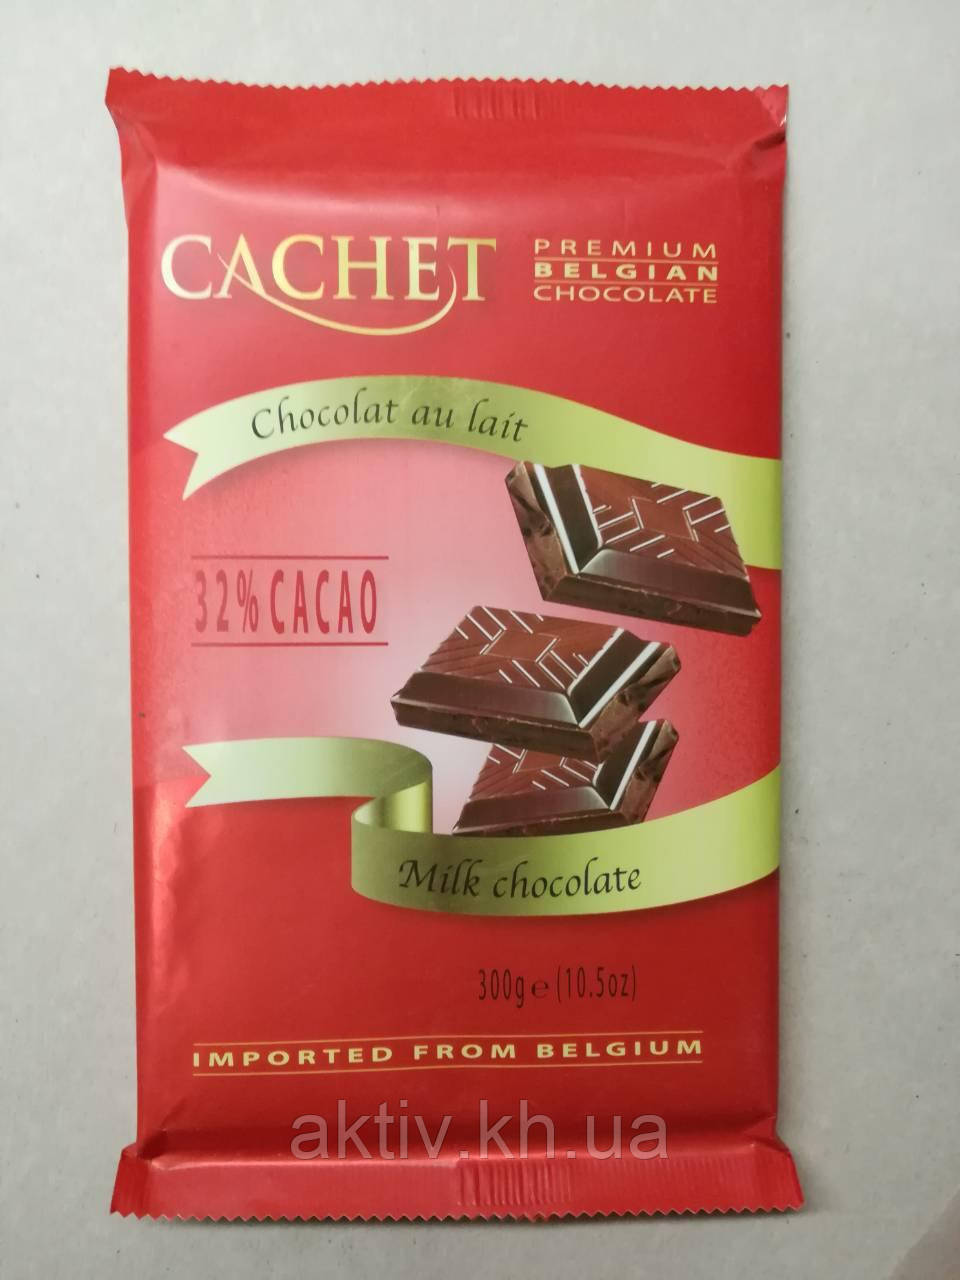 CACHET
PREMIUM
BELGIAN
CHOCOLATE
Chocolat au lait
32% CACAO
Milk chocolate
300g℮(10.5oz)
IMPORTED FROM BELGIUM
aktiv.kh.ua